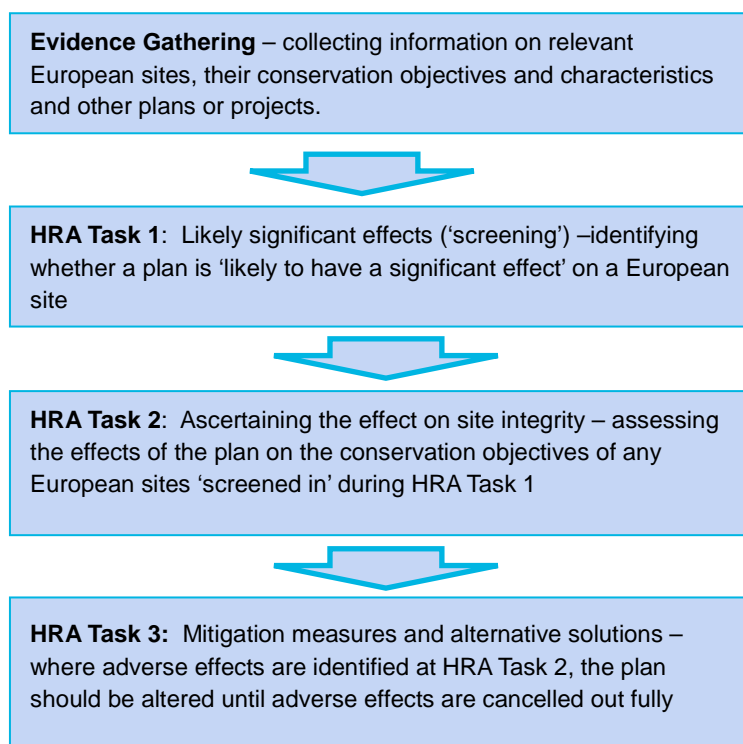 Evidence Gathering – collecting information on relevant
European sites, their conservation objectives and characteristics
and other plans or projects.
HRA Task 1:  Likely significant effects (‘screening’) –identifying
whether a plan is ‘likely to have a significant effect’ on a European
site
HRA Task 2:  Ascertaining the effect on site integrity – assessing
the effects of the plan on the conservation objectives of any
European sites ‘screened in’ during HRA Task 1
HRA Task 3:  Mitigation measures and alternative solutions –
where adverse effects are identified at HRA Task 2, the plan
should be altered until adverse effects are cancelled out fully